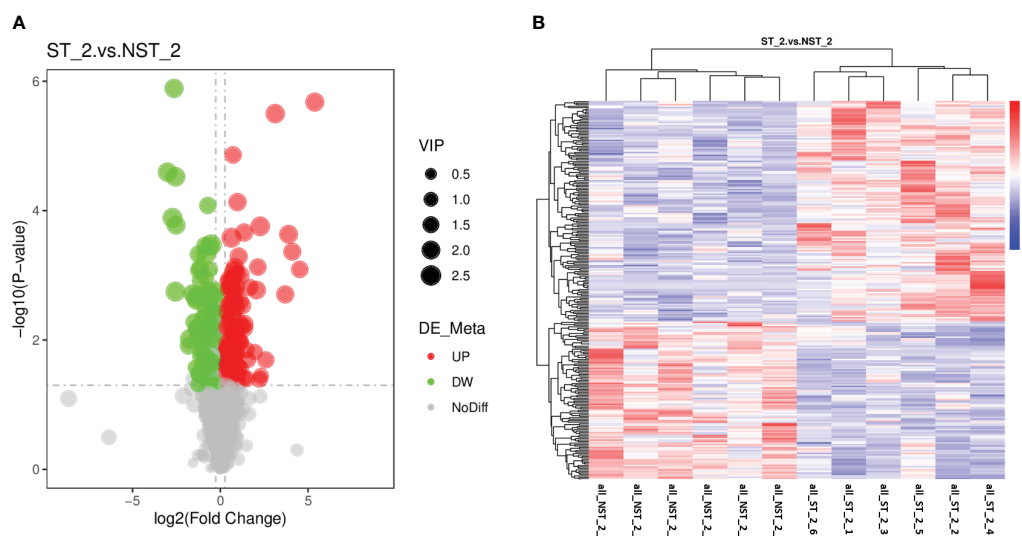 A
ST_2.vs.NST_2
6
4
2
0
−5
0
5
−log10(P−value)
log2(Fold Change)
VIP
0.5
1.0
1.5
2.0
2.5
DE_Meta
UP
DW
NoDiff
B
ST_2.vs.NST_2
all_NST_2_
all_NST_2_
all_NST_2_
all_NST_2_
all_NST_2_
all_NST_2_
all_ST_2_6
all_ST_2_1
all_ST_2_3
all_ST_2_5
all_ST_2_2
all_ST_2_4